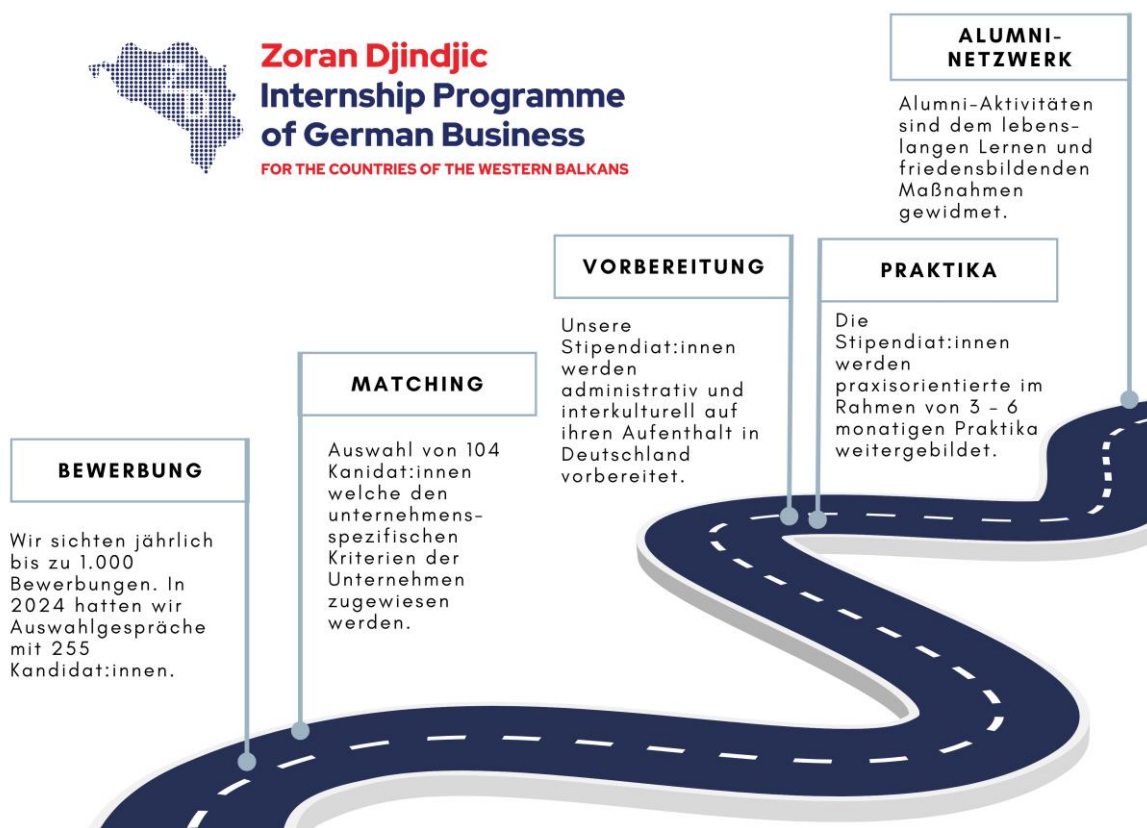 ZD
Zoran Djindjic
Internship Programme
of German Business
FOR THE COUNTRIES OF THE WESTERN BALKANS
BEWERBUNG
Wir sichten jährlich
bis zu 1.000
Bewerbungen. In
2024 hatten wir
Auswahlgespräche
mit 255
Kandidat:innen.
MATCHING
Auswahl von 104
Kanidat:innen
welche den
unternehmens-
spezifischen
Kriterien der
Unternehmen
zugewiesen
werden.
VORBEREITUNG
Unsere
Stipendiat:innen
werden
administrativ und
interkulturell auf
ihren Aufenthalt in
Deutschland
vorbereitet.
PRAKTIKA
Die
Stipendiat:innen
werden
praxisorientierte im
Rahmen von 3 – 6
monatigen Praktika
weitergebildet.
ALUMNI-
NETZWERK
Alumni-Aktivitäten
sind dem lebens-
langen Lernen und
friedensbildenden
Maßnahmen
gewidmet.